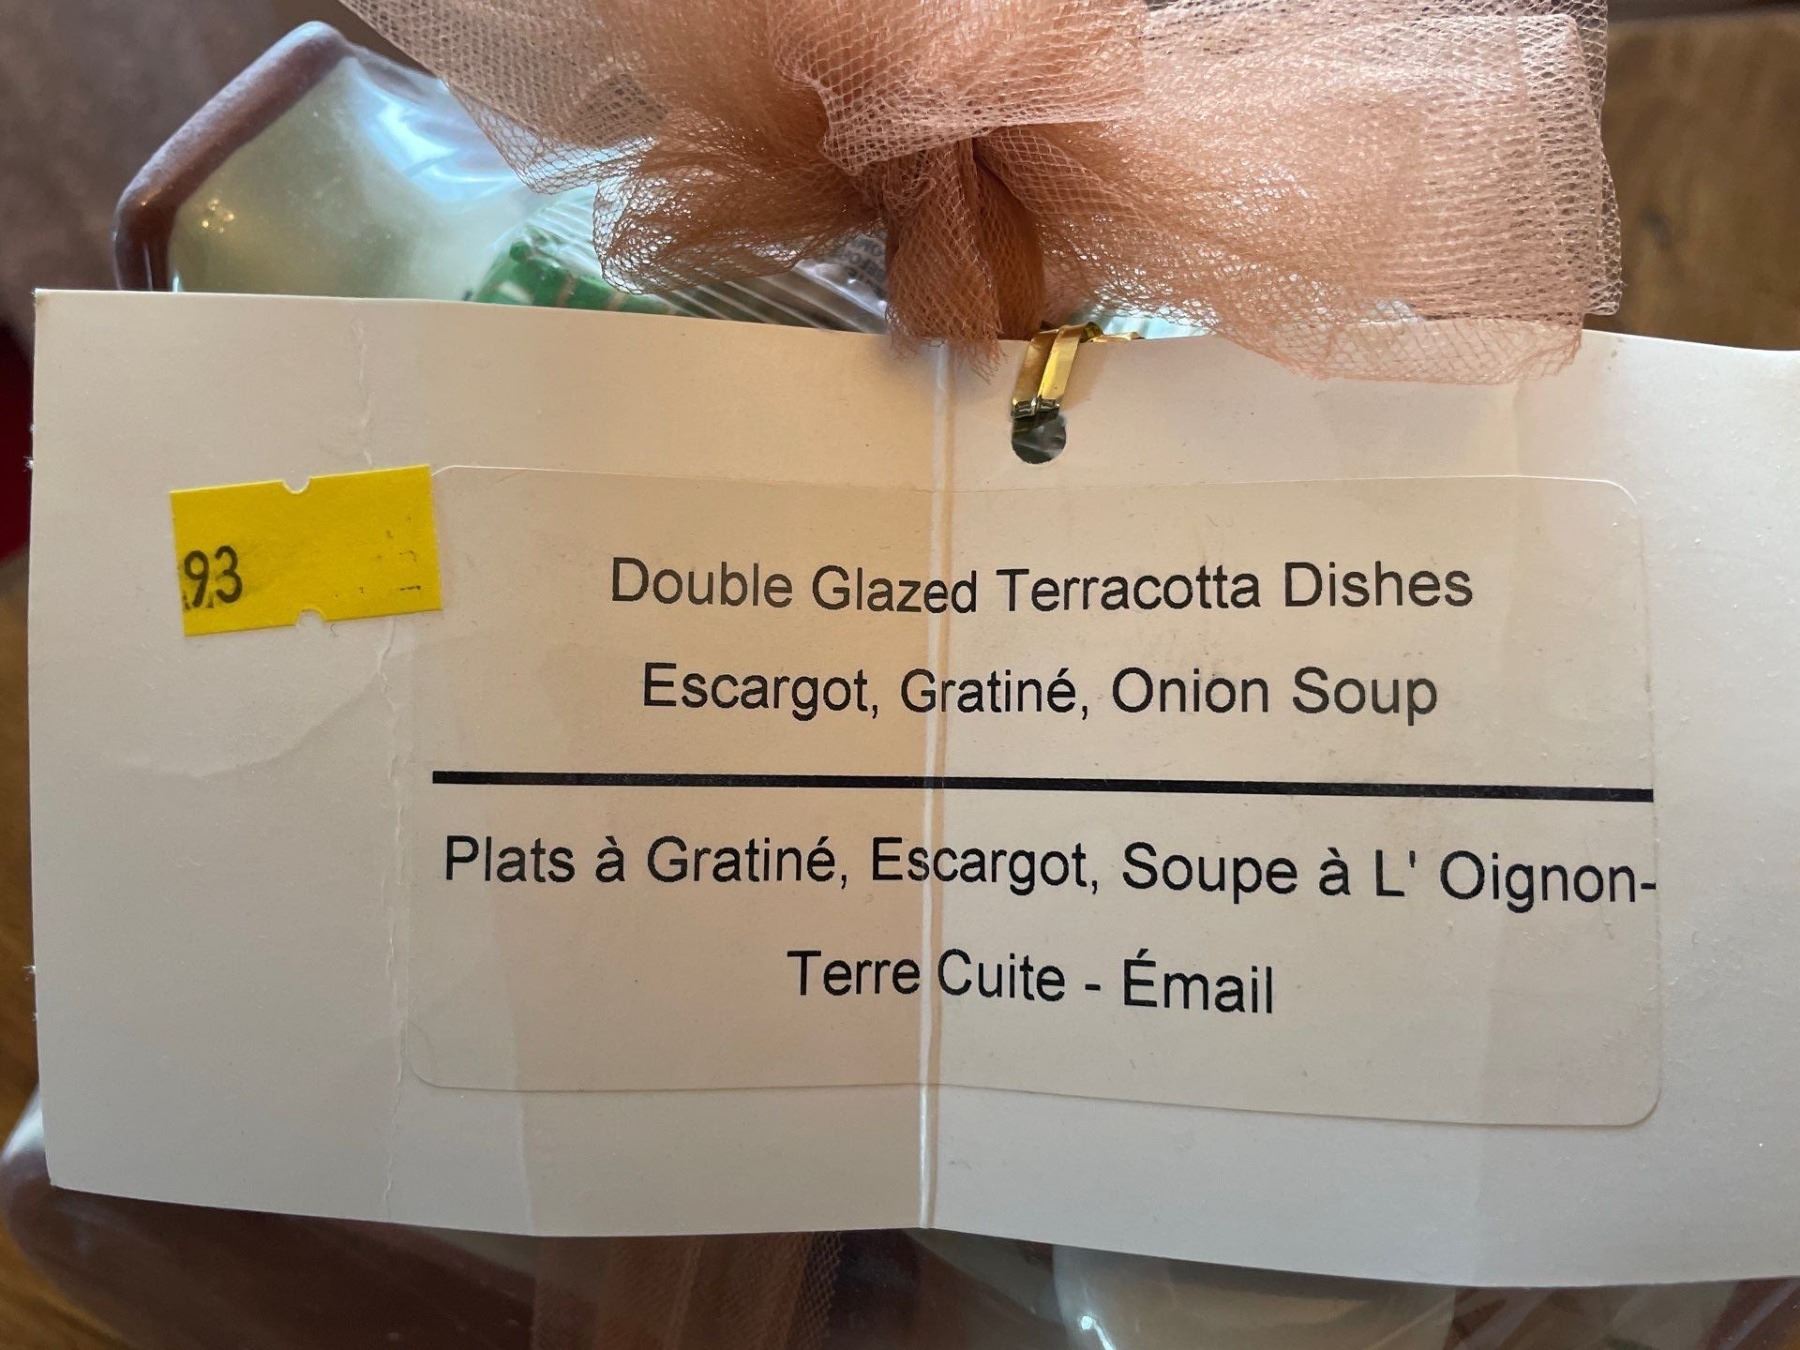 93
Double Glazed Terracotta Dishes
Escargot, Gratiné, Onion Soup
Plats à Gratiné, Escargot, Soupe à L' Oignon-
Terre Cuite - Émail